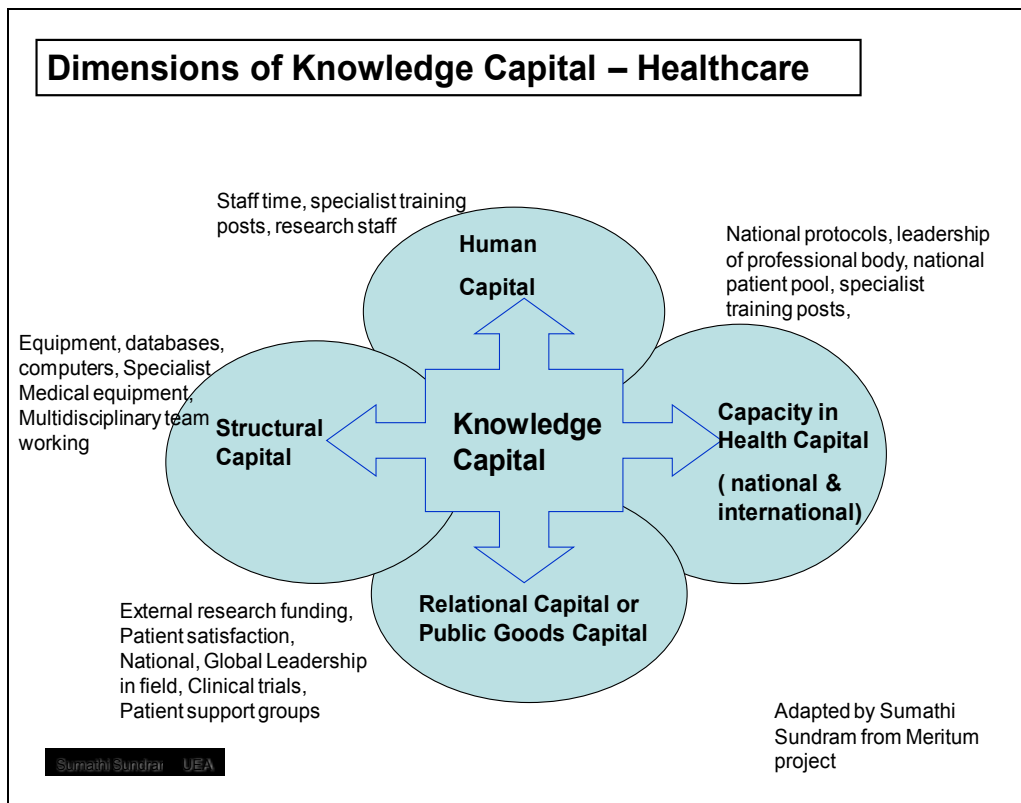 Dimensions of Knowledge Capital – Healthcare
Staff time, specialist training
posts, research staff
Human
Capital
National protocols, leadership
of professional body, national
patient pool, specialist
training posts,
Equipment, databases,
computers, Specialist
Medical equipment,
Multidisciplinary team
working
Structural
Capital
Knowledge
Capital
Capacity in
Health Capital
( national &
international)
Relational Capital or
Public Goods Capital
External research funding,
Patient satisfaction,
National, Global Leadership
in field, Clinical trials,
Patient support groups
Adapted by Sumathi
Sundram from Meritum
project
Sumathi Sundram UEA